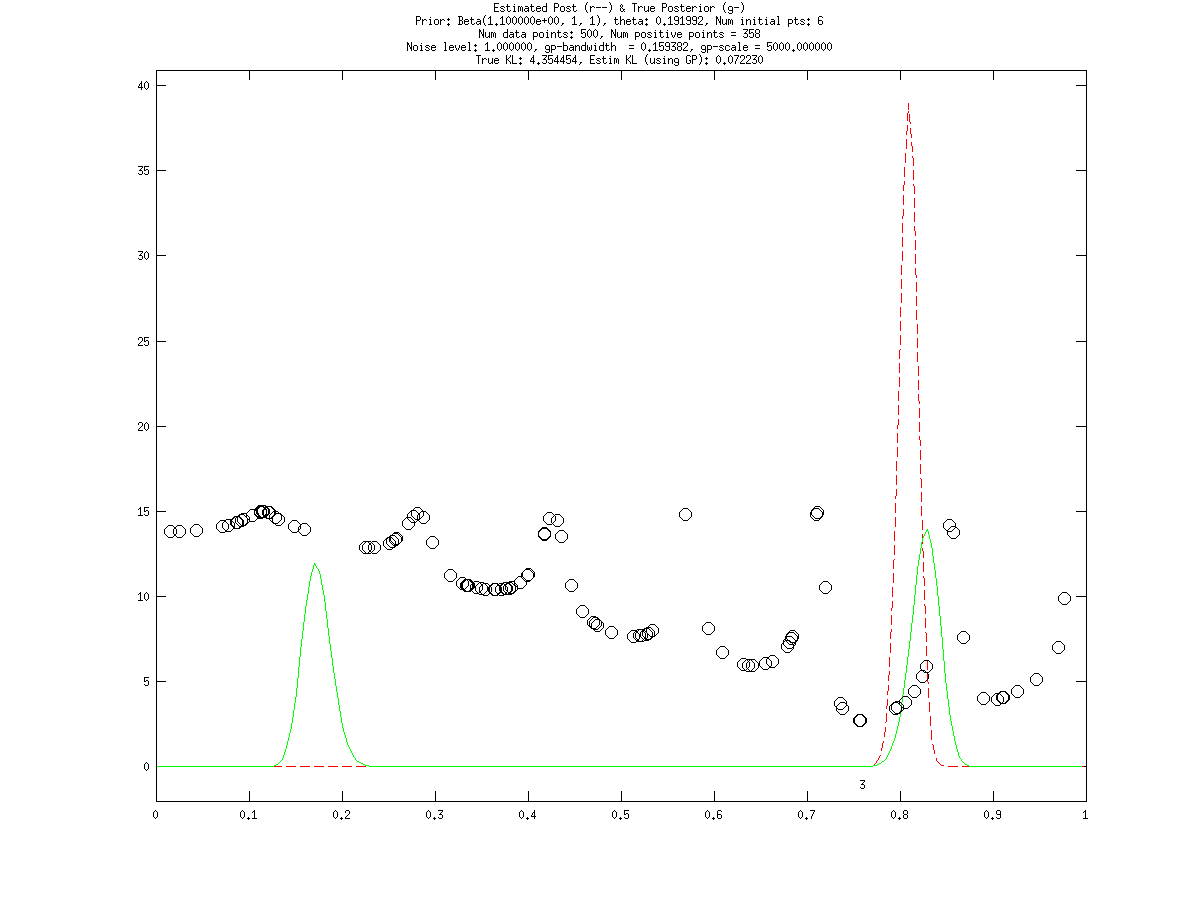 Estimated Post (r--) & True Posterior (g-)
Prior: Beta(1.100000e+00, 1, 1), theta: 0.191992, Num initial pts: 6
Num data points: 500, Num positive points = 358
Noise level: 1.000000, gp-bandwidth  = 0.159382, gp-scale = 5000.000000
True KL: 4.354454, Estim KL (using GP): 0.072230
40
35
30
25
20
15
10
5
0
3
0 0.1 0.2 0.3 0.4 0.5 0.6 0.7 0.8 0.9 1